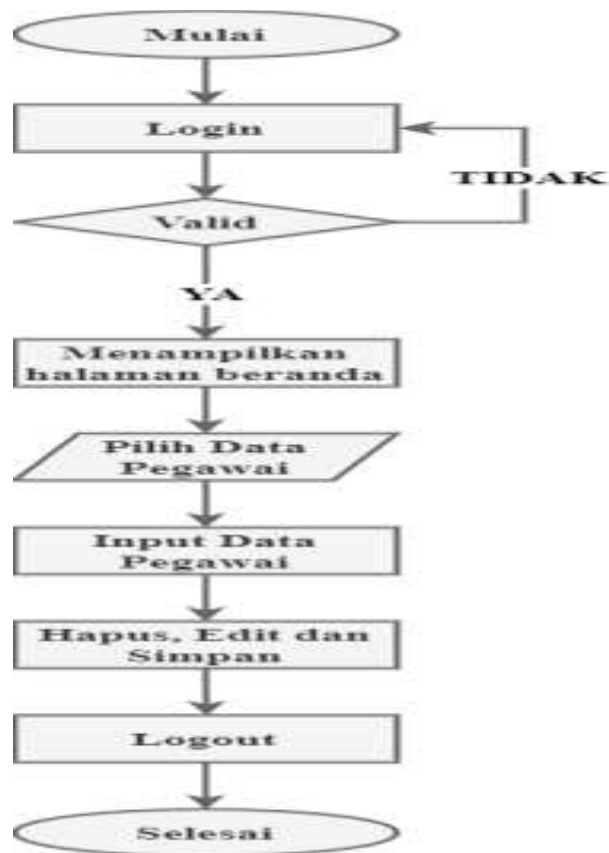 Mulai
Login
TIDAK
Valid
YA
Menampilkan
halaman beranda
Pilih Data
Pegawai
Input Data
Pegawai
Hapus, Edit dan
Simpan
Logout
Selesai